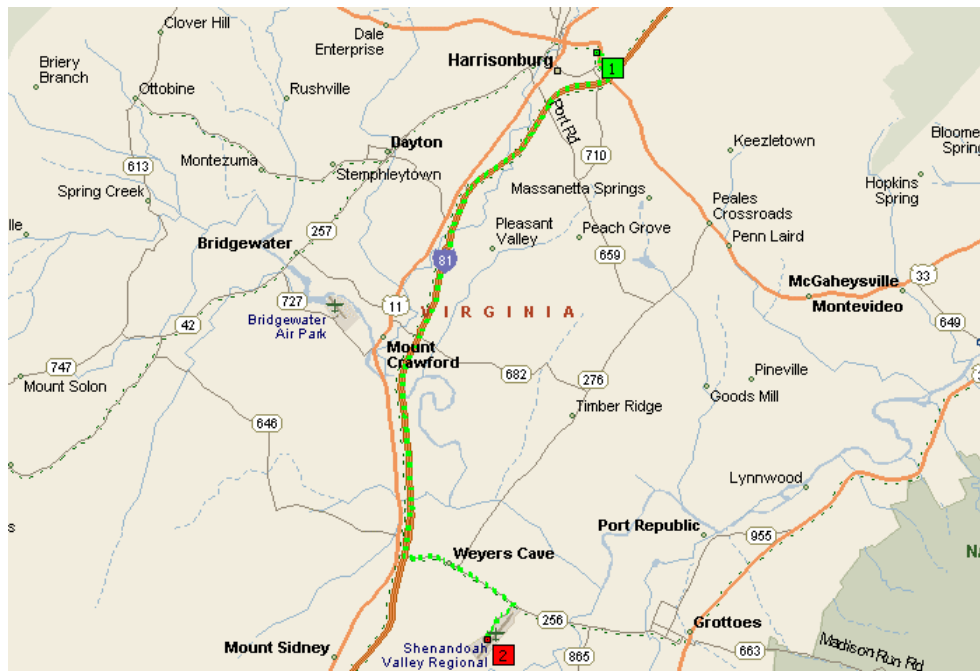 Clover Hill
Dale
Enterprise
Harrisonburg
1
Briery
Branch
Ottobine
Rushville
Port Rd
Dayton
Keezletown
Bloome
Spring
613
Montezuma
710
Stemphleytown
Spring Creek
Massanetta Springs
Hopkins
Spring
lle
257
Pleasant
Valley
Peach Grove
Peales
Crossroads
Bridgewater
Penn Laird
81
659
McGaheysville
33
727
11
VIRGINIA
Montevideo
Bridgewater
Air Park
42
649
Mount
Crawford
747
682
276
Pineville
Mount Solon
Goods Mill
646
Timber Ridge
Lynnwood
s
Port Republic
955
Weyers Cave
NA
256
Grottoes
Mount Sidney
Shenandoah
Valley Regional
2
865
663
Madison Run Rd